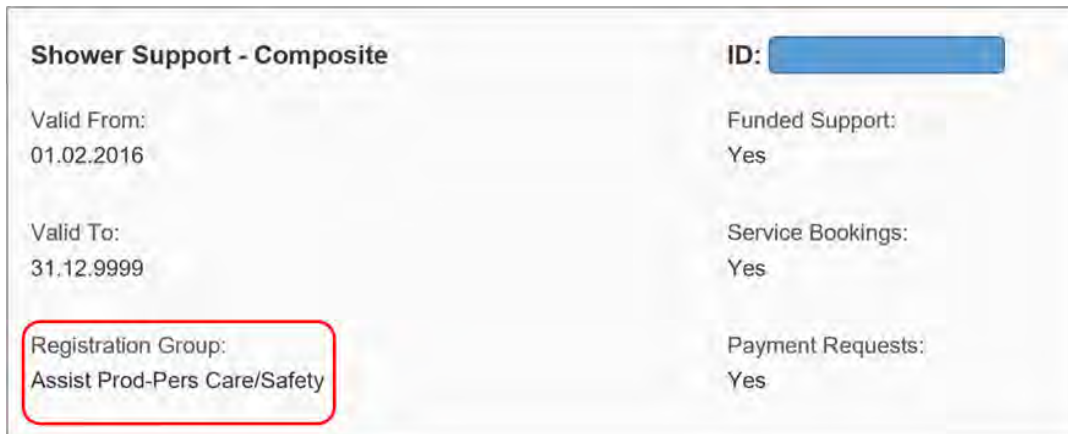 Shower Support - Composite
ID:
Valid From:
01.02.2016
Funded Support:
Yes
Valid To:
31.12.9999
Service Bookings:
Yes
Registration Group:
Assist Prod-Pers Care/Safety
Payment Requests:
Yes